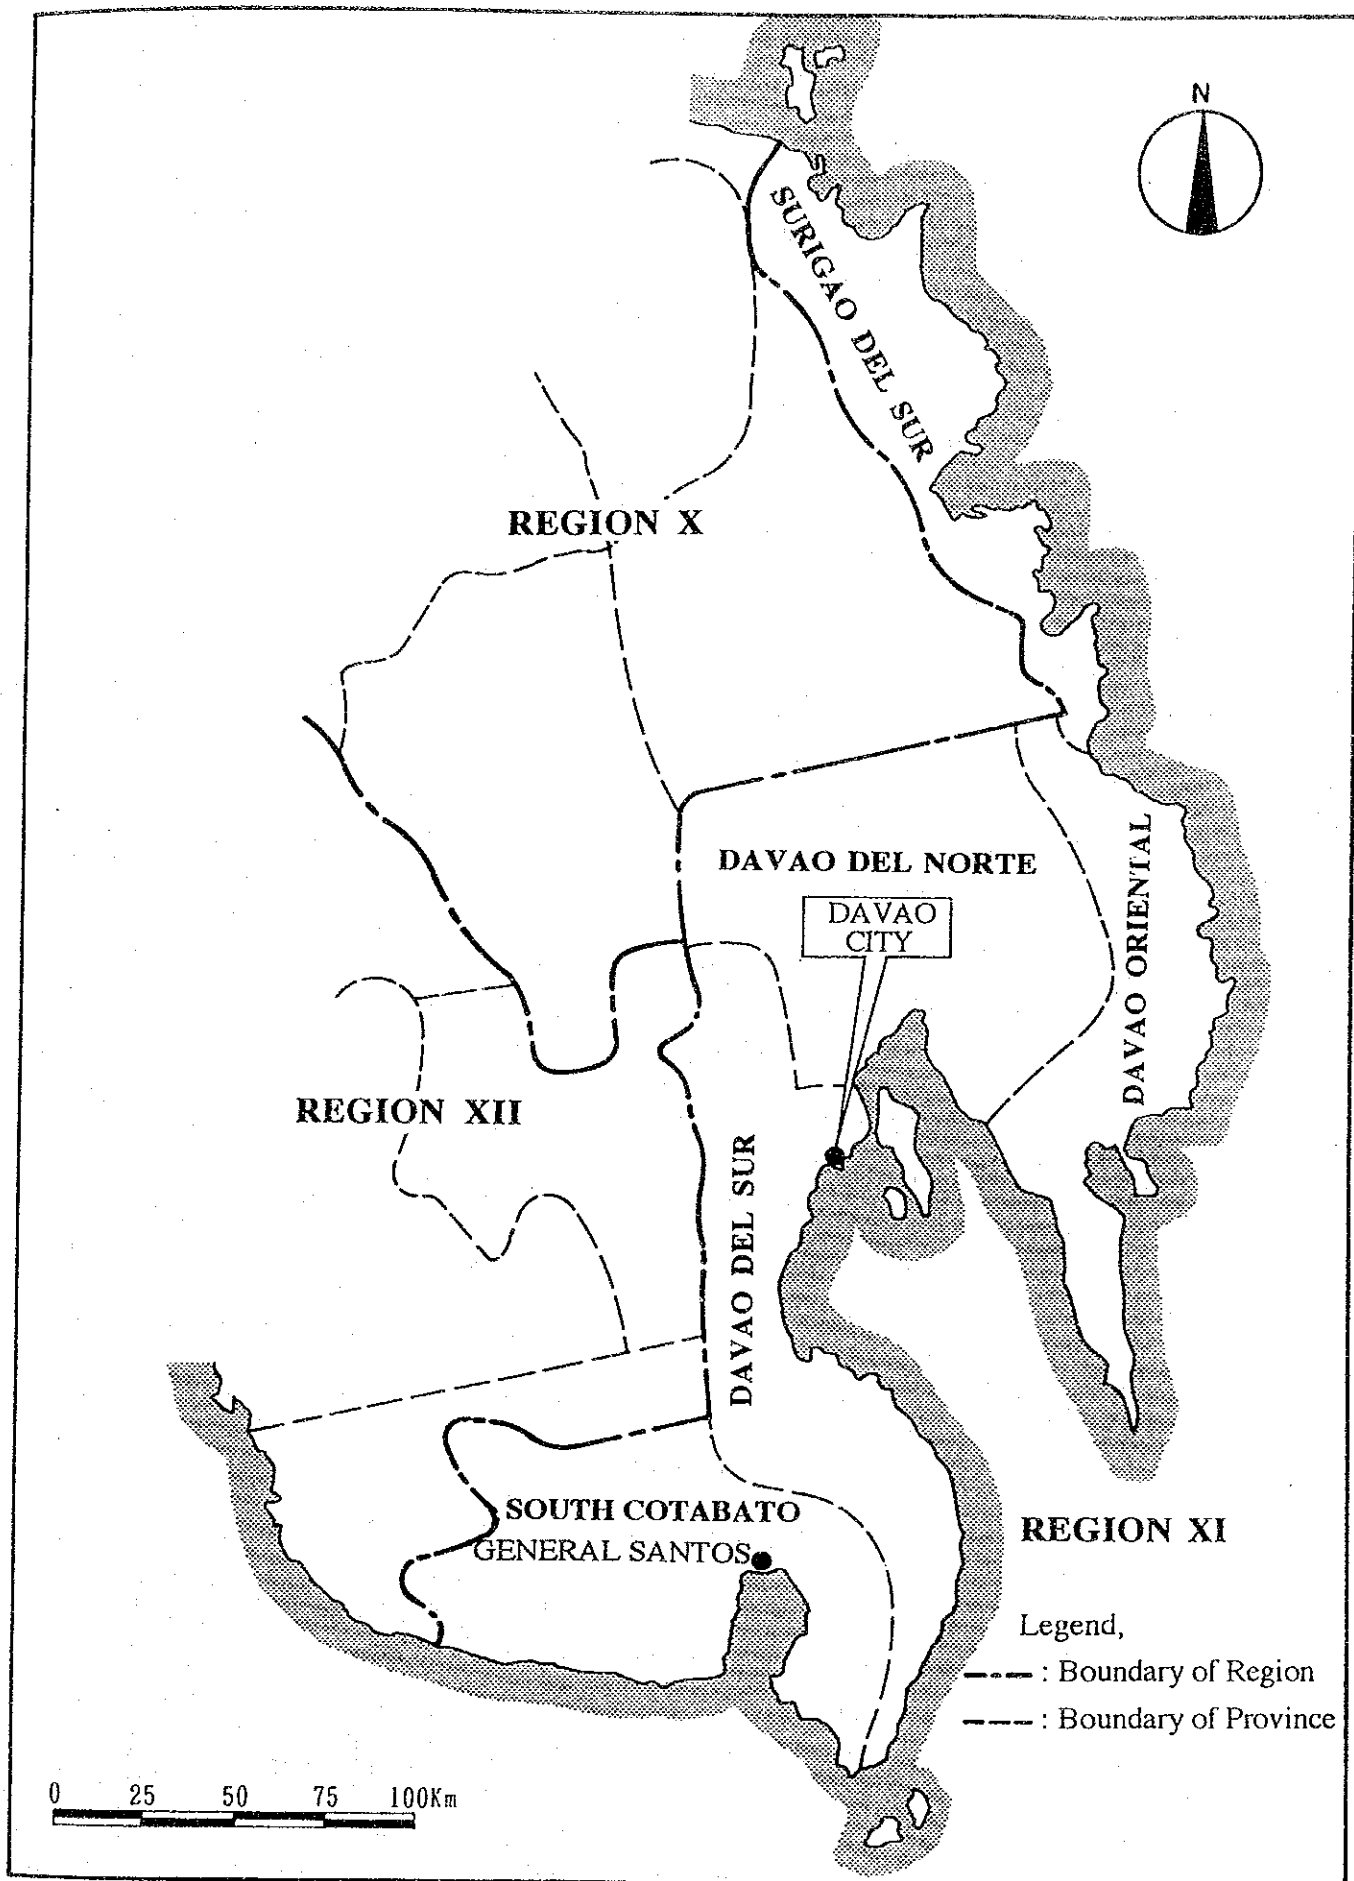 N
SURIGAO DEL SUR
REGION X
DAVAO DEL NORTE
DAVAO
CITY
DAVAO ORIENTAL
REGION XII
DAVAO DEL SUR
SOUTH COTABATO
GENERAL SANTOS
REGION XI
Legend,
: Boundary of Region
: Boundary of Province
0 25 50 75 100Km